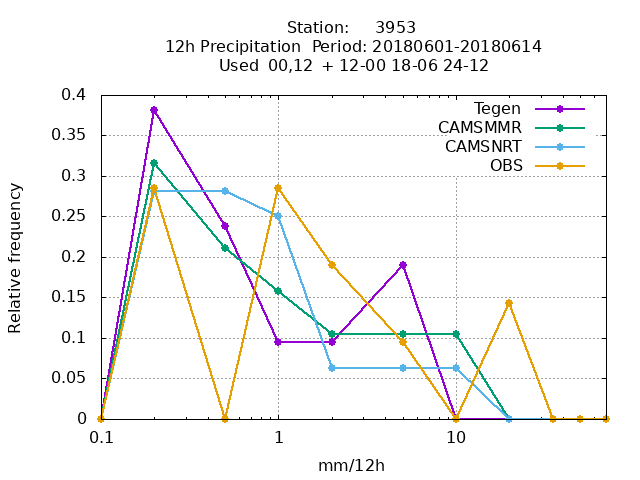 Station: 3953
12h Precipitation Period: 20180601-20180614
Used 00,12 + 12-00 18-06 24-12
Tegen
CAMSMMR
CAMSNRT
OBS
0.4
0.35
0.3
0.25
0.2
0.15
0.1
0.05
0
Relative frequency
0.1 1 10
mm/12h